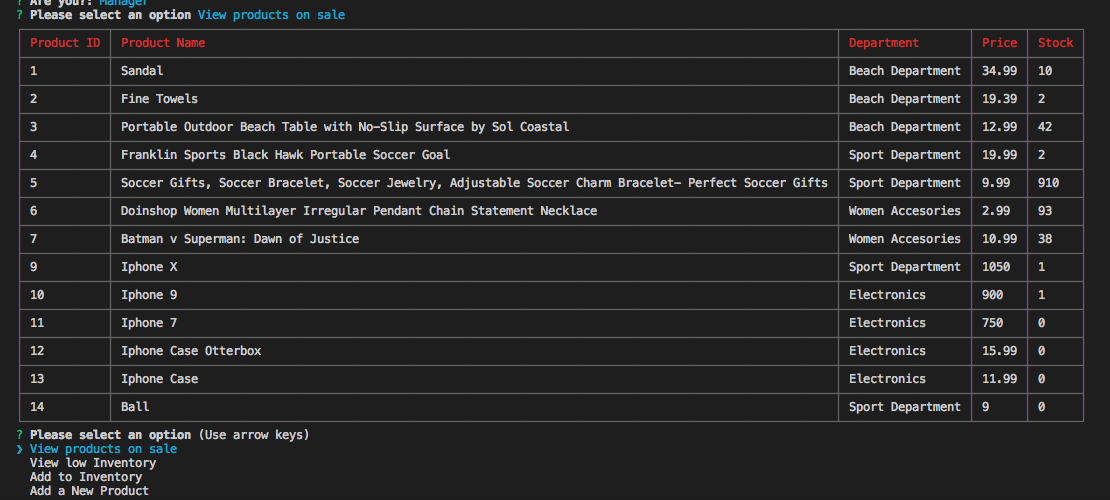 ? Are your: Manager
? Please select an option View products on sale
Product ID Product Name Department Price Stock
1 Sandal Beach Department 34.99 10
2 Fine Towels Beach Department 19.39 2
3 Portable Outdoor Beach Table with No-Slip Surface by Sol Coastal Beach Department 12.99 42
4 Franklin Sports Black Hawk Portable Soccer Goal Sport Department 19.99 2
5 Soccer Gifts, Soccer Bracelet, Soccer Jewelry, Adjustable Soccer Charm Bracelet- Perfect Soccer Gifts Sport Department 9.99 910
6 Doinshop Women Multilayer Irregular Pendant Chain Statement Necklace Women Accesories 2.99 93
7 Batman v Superman: Dawn of Justice Women Accesories 10.99 38
9 Iphone X Sport Department 1050 1
10 Iphone 9 Electronics 900 1
11 Iphone 7 Electronics 750 0
12 Iphone Case Otterbox Electronics 15.99 0
13 Iphone Case Electronics 11.99 0
14 Ball Sport Department 9 0
? Please select an option (Use arrow keys)
❯ View products on sale
View low Inventory
Add to Inventory
Add a New Product